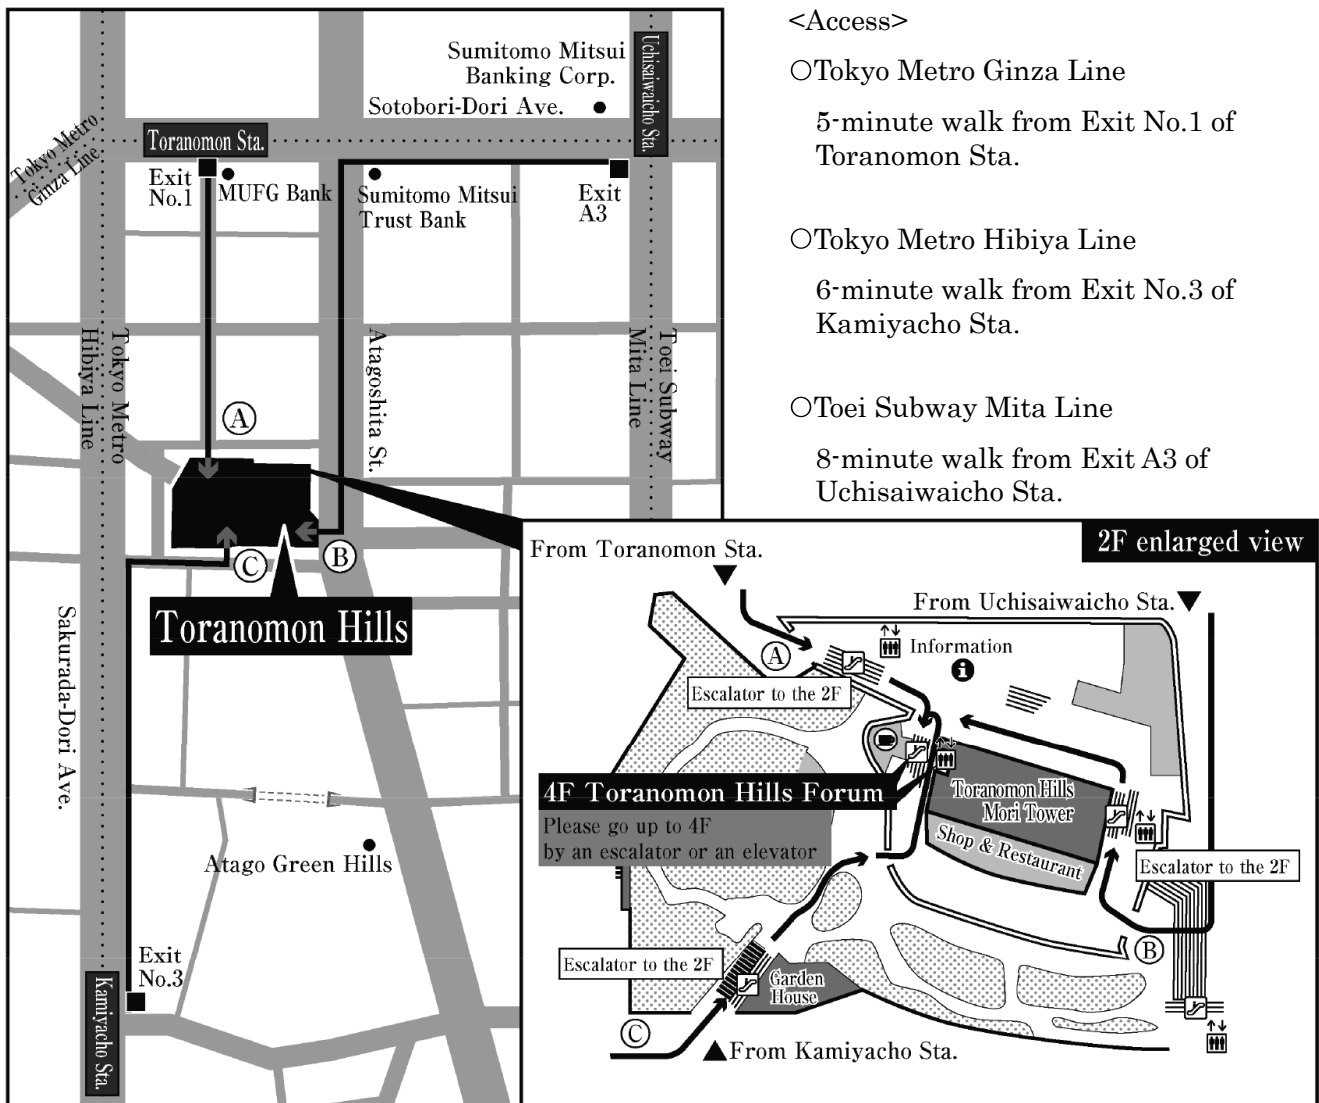 <Access>
○Tokyo Metro Ginza Line
5-minute walk from Exit No.1 of
Toranomon Sta.
○Tokyo Metro Hibiya Line
6-minute walk from Exit No.3 of
Kamiyacho Sta.
○Toei Subway Mita Line
8-minute walk from Exit A3 of
Uchisaiwaicho Sta.
Sumitomo Mitsui
Banking Corp.
Sotobori-Dori Ave.
Uchisaiwaicho Sta.
Tokyo Metro
Ginza Line
Toranomon Sta.
Exit
No.1
MUFG Bank
Sumitomo Mitsui
Trust Bank
Exit
A3
Tokyo Metro
Hibiya Line
Atagoshita St.
Toei Subway
Mita Line
A
B
C
Toranomon Hills
Sakurada-Dori Ave.
Atago Green Hills
Exit
No.3
Kamiyacho Sta.
2F enlarged view
From Toranomon Sta.
From Uchisaiwaicho Sta.
A
Information
i
Escalator to the 2F
4F Toranomon Hills Forum
Please go up to 4F
by an escalator or an elevator
Toranomon Hills
Mori Tower
Shop & Restaurant
Escalator to the 2F
B
Escalator to the 2F
Garden
House
C
From Kamiyacho Sta.